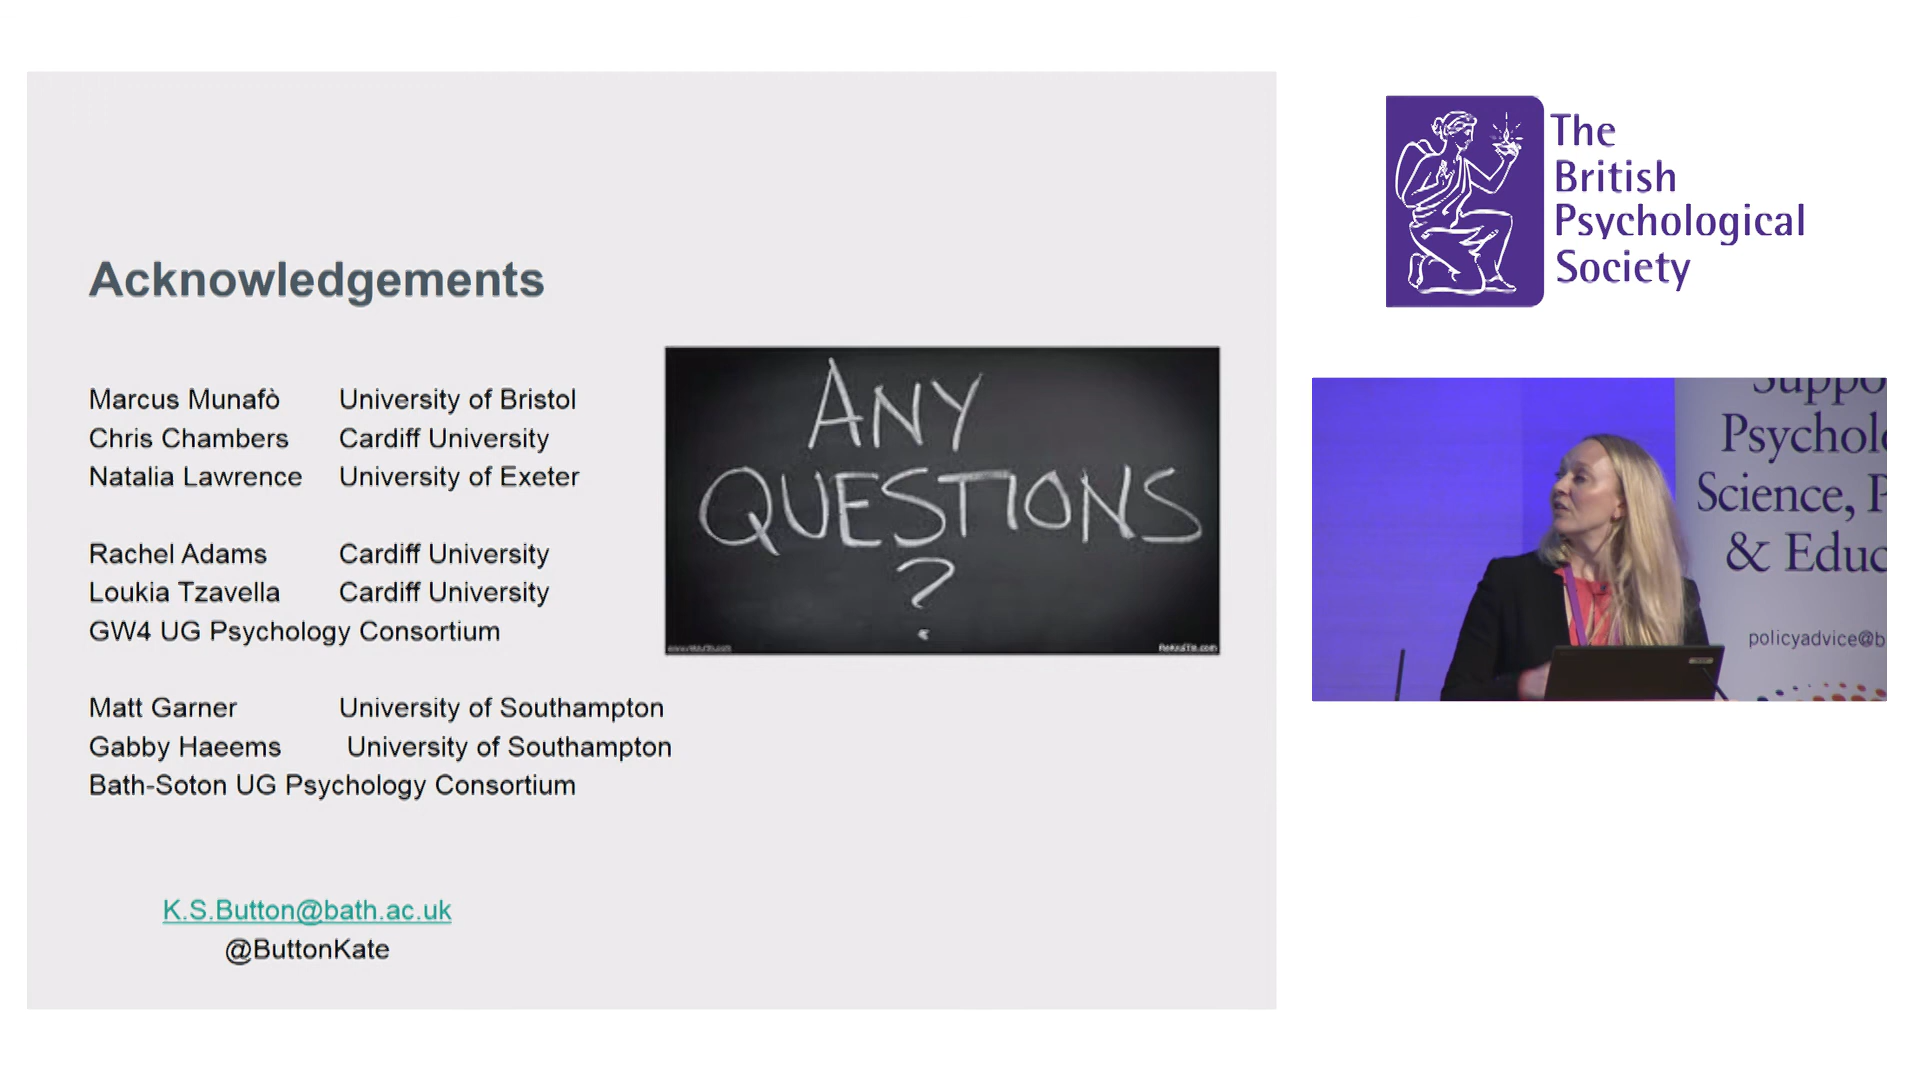 Acknowledgements
Marcus Munafò University of Bristol
Chris Chambers Cardiff University
Natalia Lawrence University of Exeter
Rachel Adams Cardiff University
Loukia Tzavella Cardiff University
GW4 UG Psychology Consortium
Matt Garner University of Southampton
Gabby Haeems University of Southampton
Bath-Soton UG Psychology Consortium
K.S.Button@bath.ac.uk
@ButtonKate
ANY
QUESTIONS
?
The
British
Psychological
Society
Suppo
Psychol
Science, P
& Educ
policyadvice@b